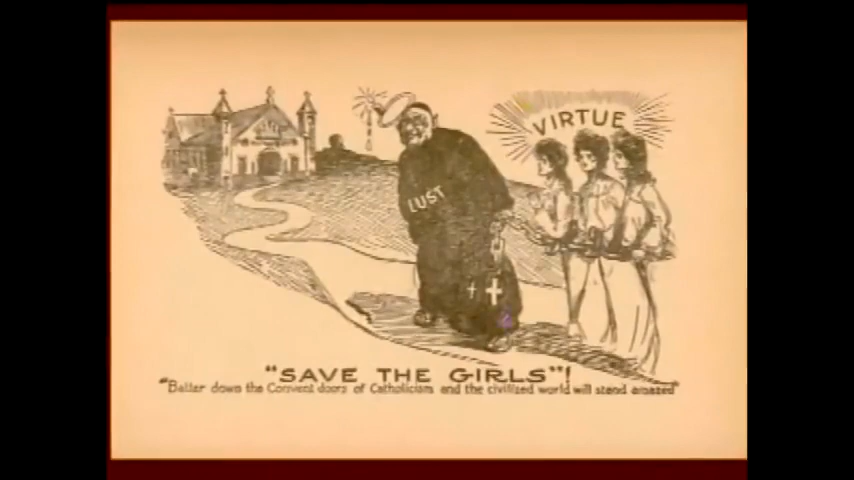 VIRTUE
LUST
"SAVE THE GIRLS"!
"Batter down the Convent doors of Catholicism and the civilized world will stand amazed"